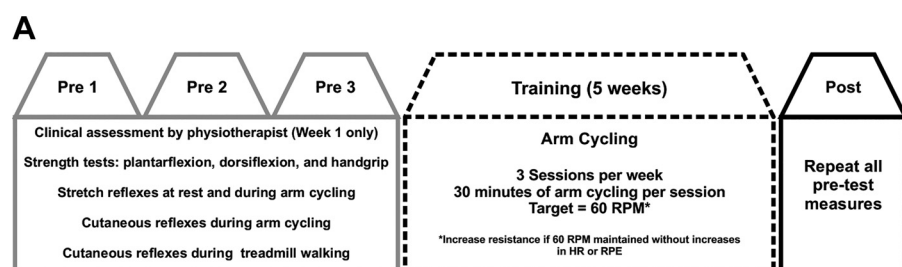 A
Pre 1
Pre 2
Pre 3
Training (5 weeks)
Post
Clinical assessment by physiotherapist (Week 1 only)
Strength tests: plantarflexion, dorsiflexion, and handgrip
Stretch reflexes at rest and during arm cycling
Cutaneous reflexes during arm cycling
Cutaneous reflexes during treadmill walking
Arm Cycling
3 Sessions per week
30 minutes of arm cycling per session
Target = 60 RPM*
*Increase resistance if 60 RPM maintained without increases
in HR or RPE
Repeat all
pre-test
measures